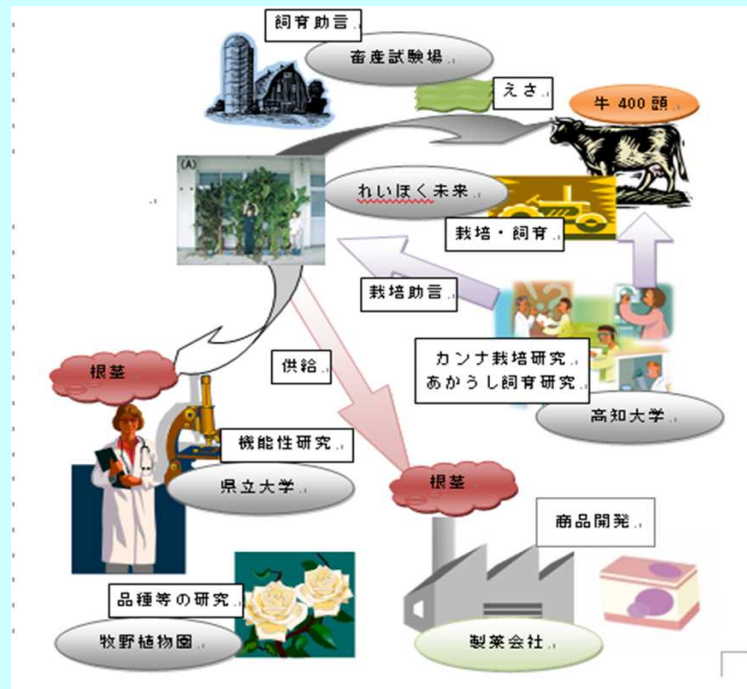 飼育助言
畜産試験場
えさ
牛400頭
(A)
れいほく未来
栽培・飼育
栽培助言
供給
根茎
カンナ栽培研究
あかうし飼育研究
高知大学
機能性研究
県立大学
根茎
商品開発
品種等の研究
牧野植物園
製薬会社